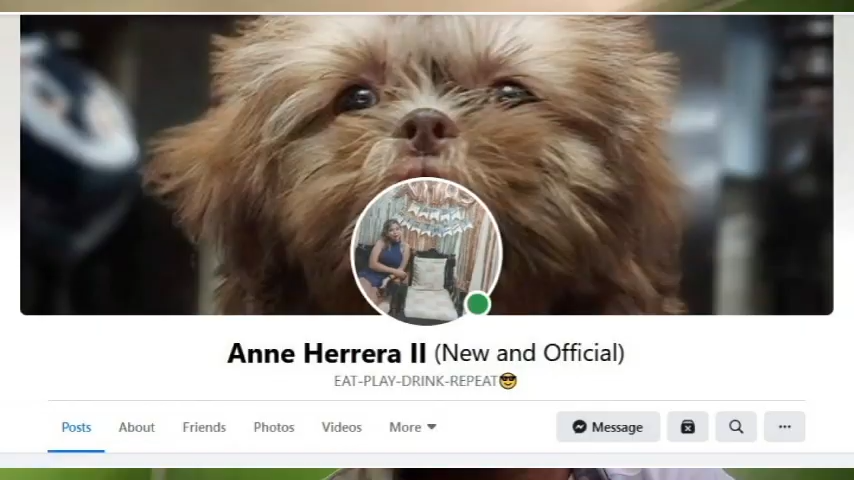 Anne Herrera II (New and Official)
EAT-PLAY-DRINK-REPEAT😎
Posts About Friends Photos Videos More Message